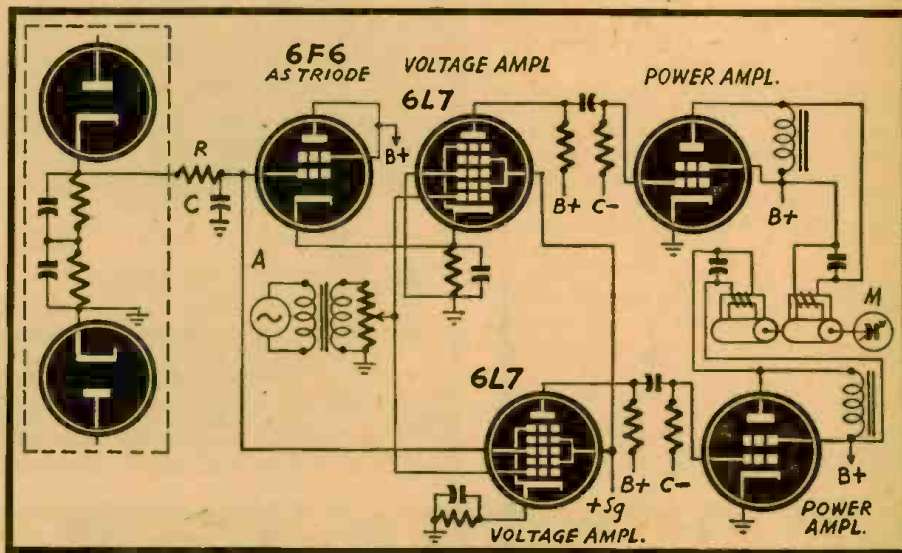 6F6
AS TRIODE
VOLTAGE AMPL
6L7
POWER AMPL.
R
C
B+
B+
C-
B+
A
M
6L7
B+
C-
+Sg
B+
VOLTAGE AMPL.
POWER
AMPL.